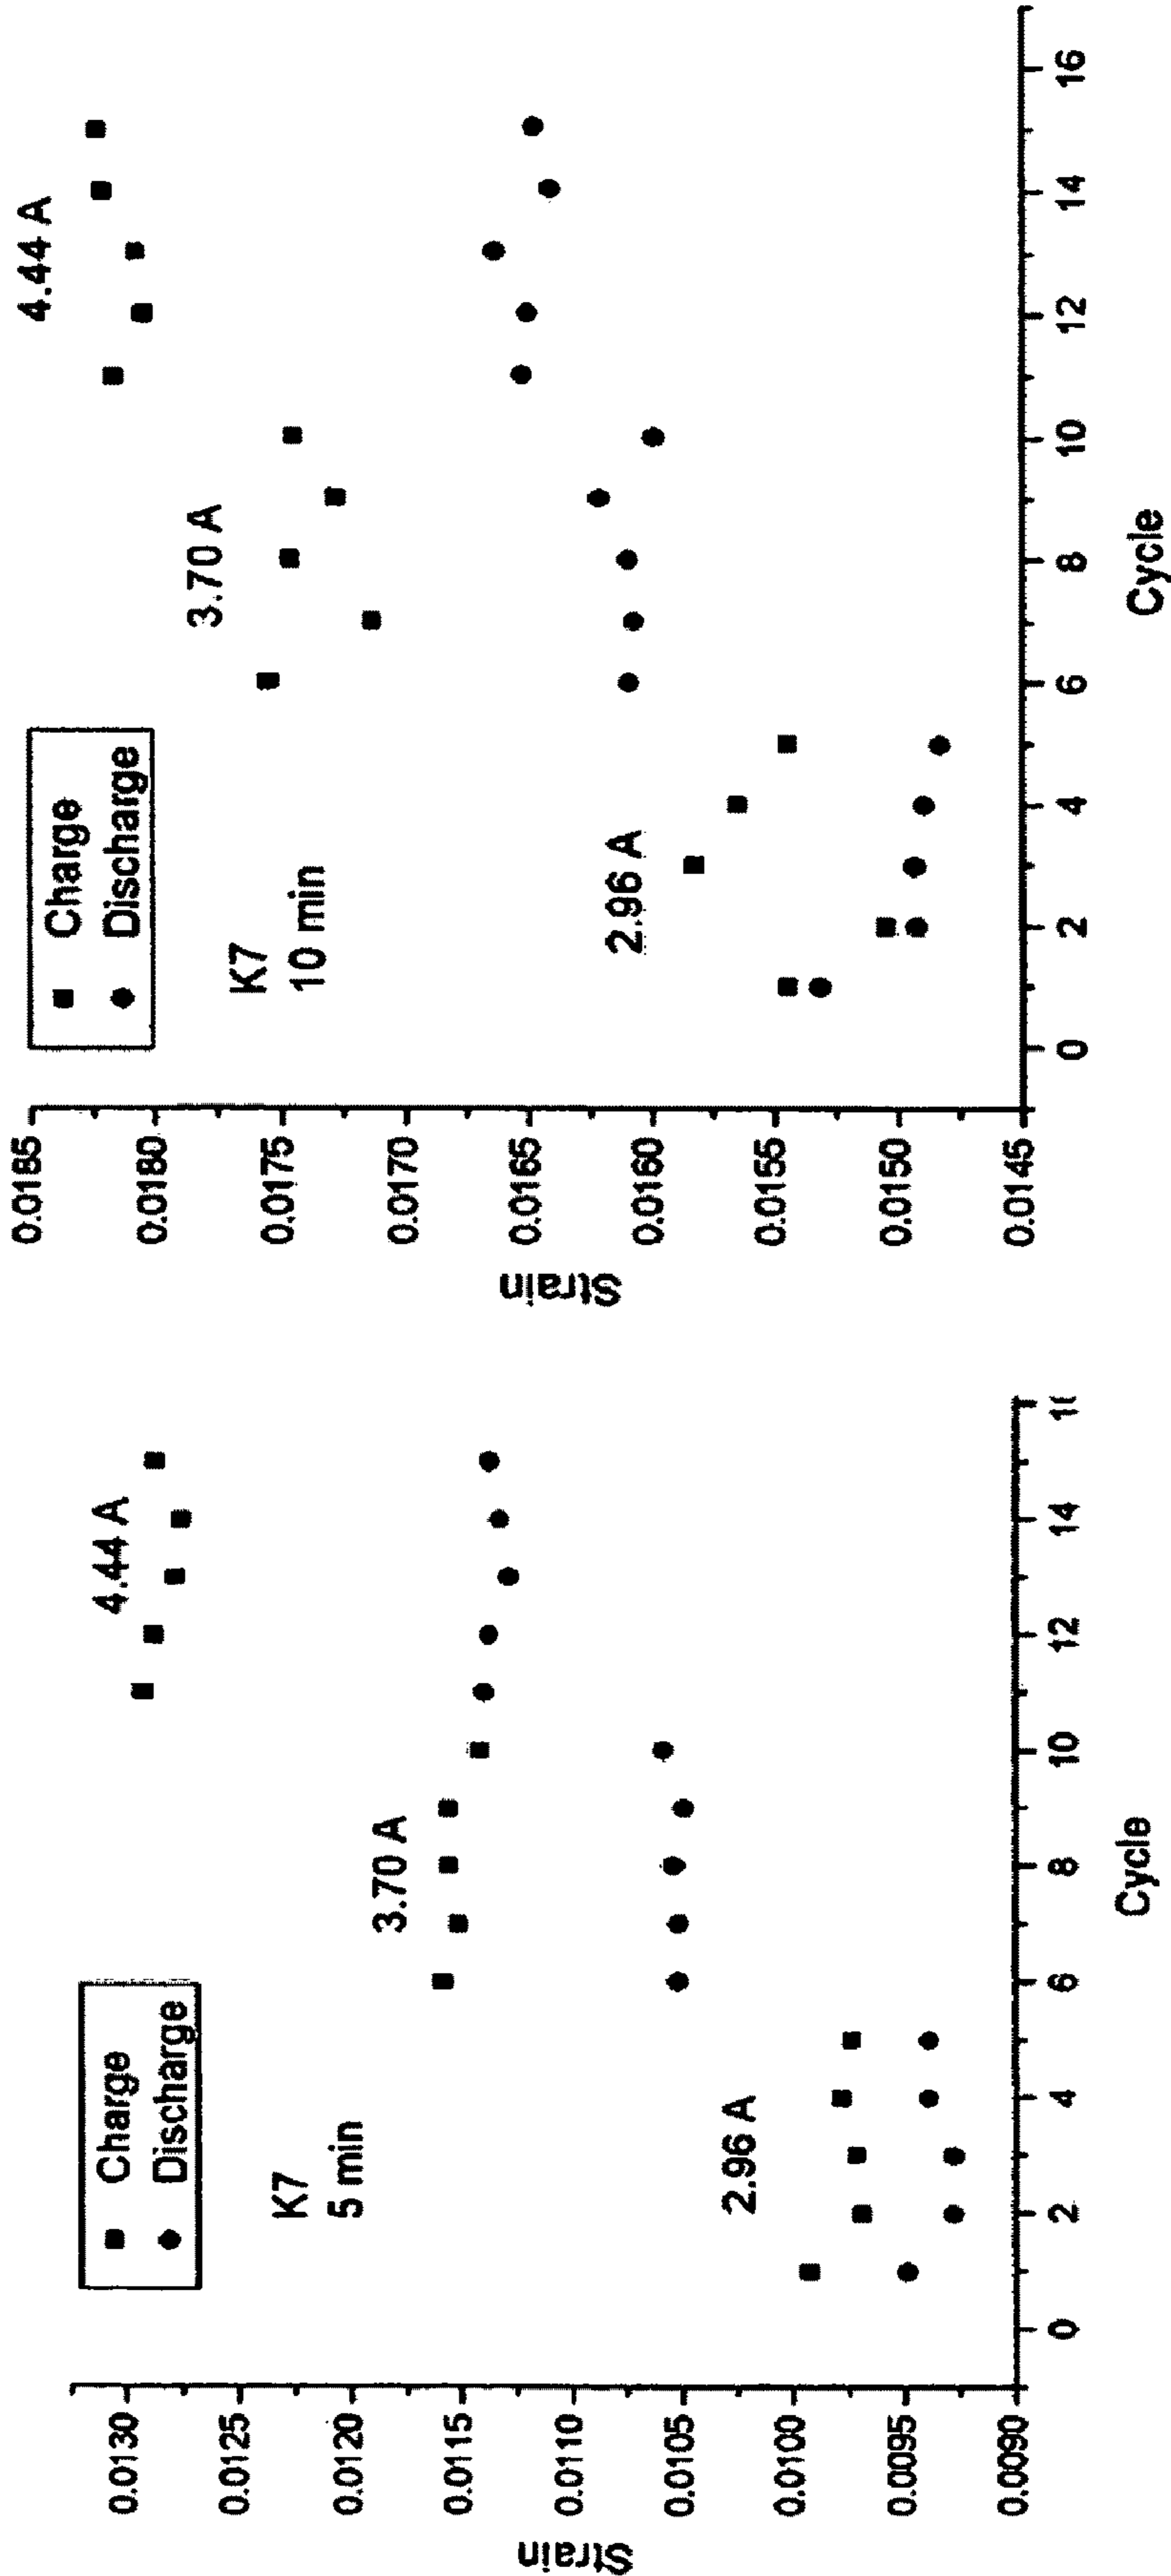 Charge
Discharge
K7
5 min
4.44 A
3.70 A
2.96 A
Strain
0.0130
0.0125
0.0120
0.0115
0.0110
0.0105
0.0100
0.0095
0.0090
0 2 4 6 8 10 12 14
Cycle
Charge
Discharge
K7
10 min
4.44 A
3.70 A
2.96 A
Strain
0.0185
0.0180
0.0175
0.0170
0.0165
0.0160
0.0155
0.0150
0.0145
0 2 4 6 8 10 12 14 16
Cycle